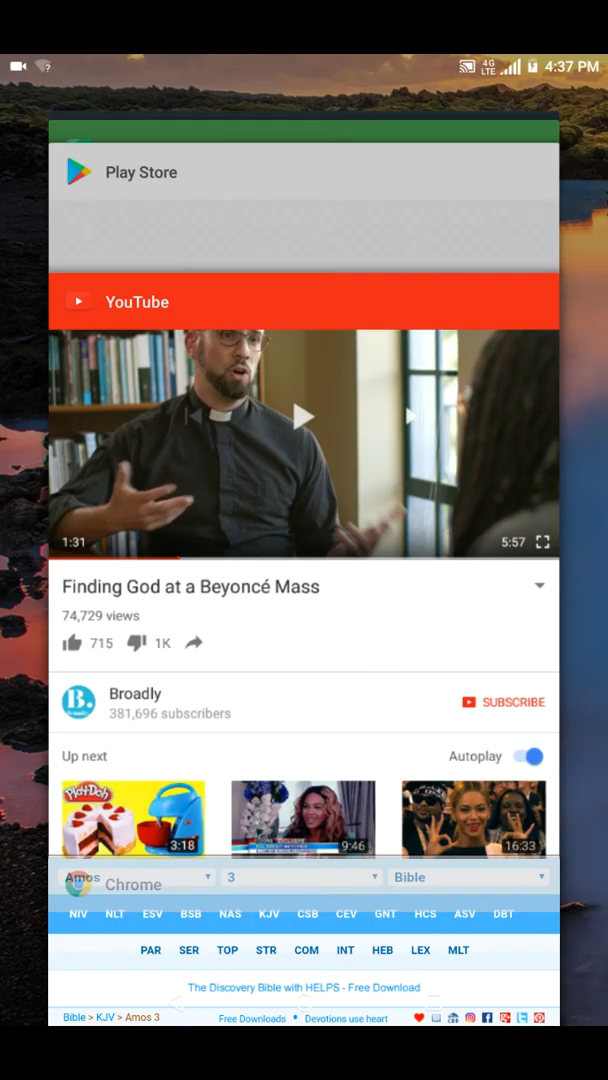 4G LTE 4:37 PM
Play Store
YouTube
1:31 5:57
Finding God at a Beyoncé Mass
74,729 views
715 1K
B. Broadly
Broadly
381,696 subscribers
SUBSCRIBE
Up next Autoplay
Play-Doh
3:18 9:46 16:33
Amos 3 Bible
Chrome
NIV NLT ESV BSB NAS KJV CSB CEV GNT HCS ASV DBT
PAR SER TOP STR COM INT HEB LEX MLT
The Discovery Bible with HELPS - Free Download
Bible > KJV > Amos 3 Free Downloads • Devotions use heart